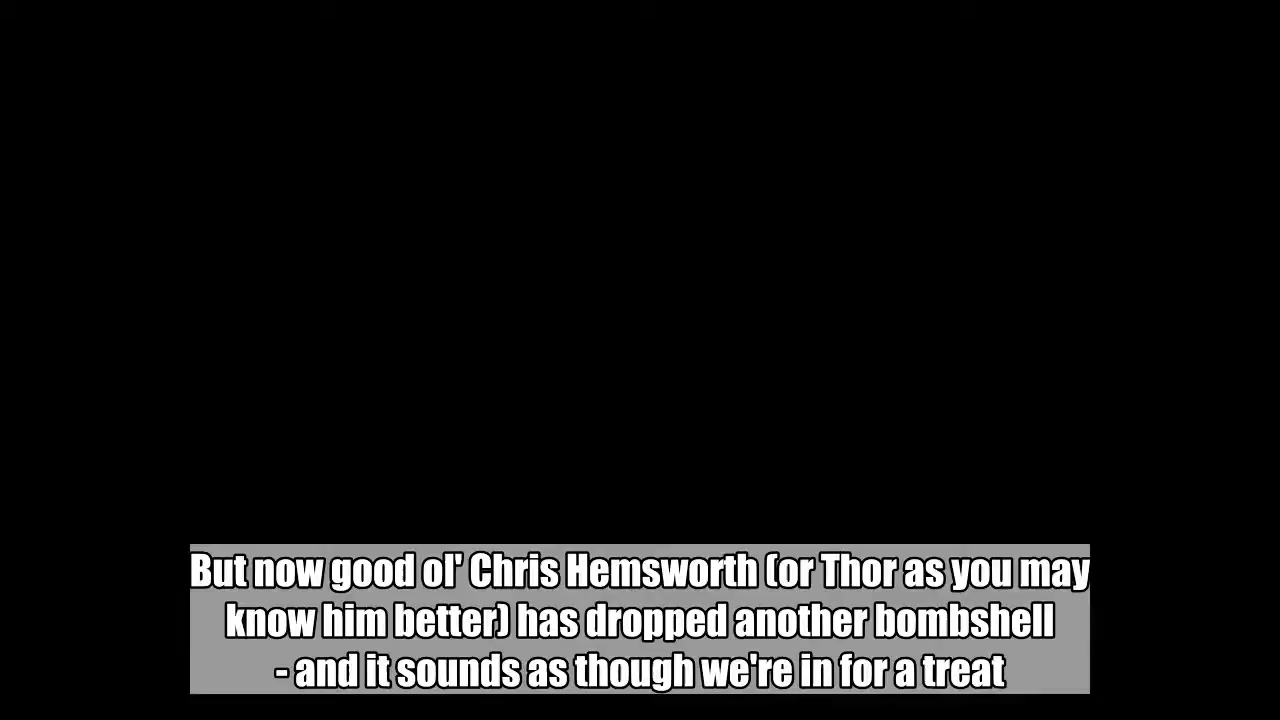 But now good ol' Chris Hemsworth (or Thor as you may
know him better) has dropped another bombshell
- and it sounds as though we're in for a treat